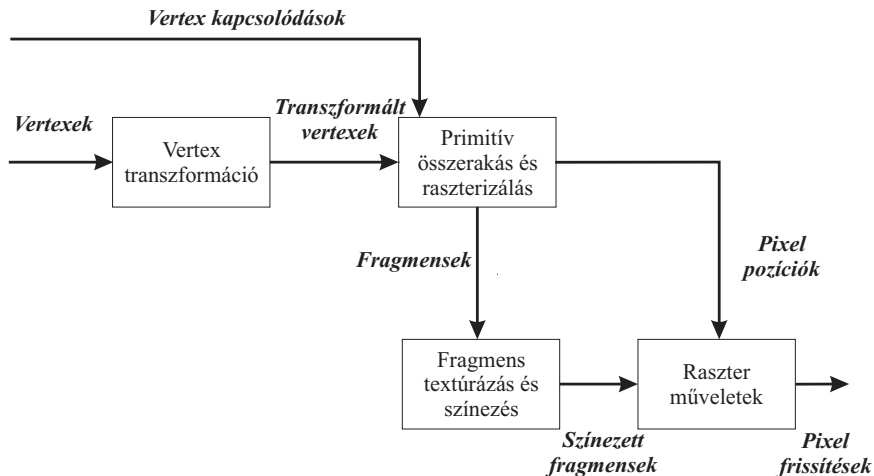 Vertex kapcsolódások
Vertexek
Vertex
transzformáció
Transzformált
vertexek
Primitív
összerakás és
raszterizálás
Fragmensek
Pixel
pozíciók
Fragmens
textúrázás és
színezés
Raszter
műveletek
Színezett
fragmensek
Pixel
frissítések